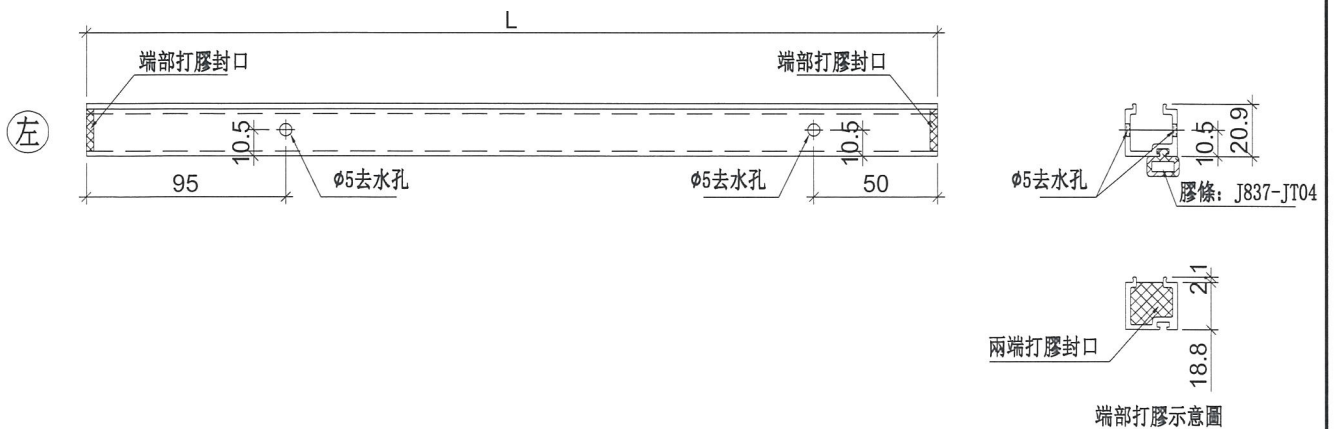 L
端部打膠封口
端部打膠封口
左
10.5
10.5
95
ϕ5去水孔
ϕ5去水孔
50
10.5
20.9
ϕ5去水孔
膠條: J837-JT04
2.1
18.8
兩端打膠封口
端部打膠示意圖